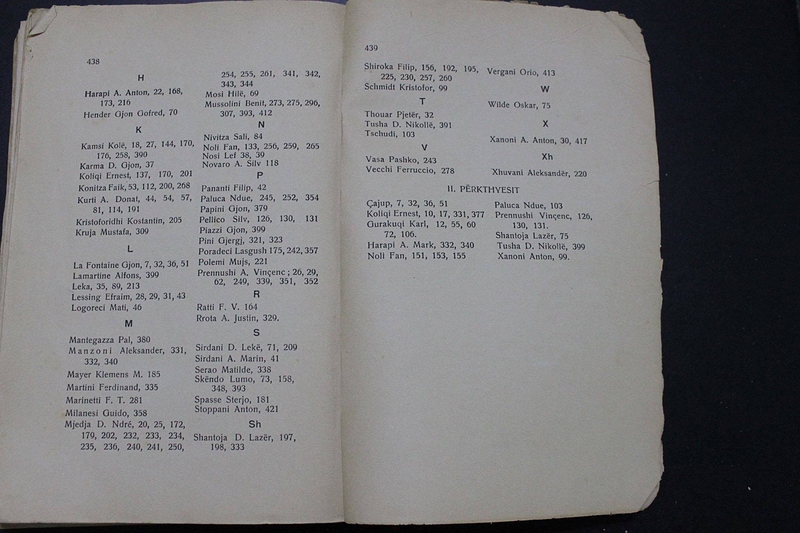 438
H
Harapi A. Anton, 22, 168,
173, 216
Hender Gjon Gofred, 70
K
Kamsi Kolë, 18, 27, 144, 170,
176, 258, 390
Karma D. Gjon, 37
Koliqi Ernest, 137, 170, 201
Konitza Faik, 53, 112, 200, 268
Kurti A. Donat, 44, 54, 57,
81, 114, 191
Kristoforidhi Kostantin, 205
Kruja Mustafa, 309
L
La Fontaine Gjon, 7, 32, 36, 51
Lamartine Alfons, 399
Leka, 35, 89, 213
Lessing Efraim, 28, 29, 31, 43
Logoreci Mati, 46
M
Mantegazza Pal, 380
Manzoni Aleksander, 331,
332, 340
Mayer Klemens M. 185
Martini Ferdinand, 335
Marinetti F. T. 281
Milanesi Guido, 358
Mjedja D. Ndré, 20, 25, 172,
179, 202, 232, 233, 234,
235, 236, 240, 241, 250,
254, 255, 261, 341, 342,
343, 344
Mosi Hilë, 69
Mussolini Benit, 273, 275, 296,
307, 393, 412
N
Nivitza Sali, 84
Noli Fan, 133, 256, 259, 265
Nosi Lef 38, 39
Novaro A. Silv 118
P
Pananti Filip, 42
Paluca Ndue, 245, 252, 354
Papini Gjon, 379
Pellico Silv, 126, 130, 131
Piazzi Gjon, 399
Pini Gjergj, 321, 323
Poradeci Lasgush 175, 242, 357
Polemi Mujs, 221
Prennushi A. Vinçenc ; 26, 29,
62, 249, 339, 351, 352
R
Ratti F. V. 164
Rrota A. Justin, 329.
S
Sirdani D. Lekë, 71, 209
Sirdani A. Marin, 41
Serao Matilde, 338
Skëndo Lumo, 73, 158,
348, 393
Spasse Sterjo, 181
Stoppani Anton, 421
Sh
Shantoja D. Lazër, 197,
198, 333
439
Shiroka Filip, 156, 192, 195,
225, 230, 257, 260
Schmidt Kristofor, 99
T
Thouar Pjetër, 32
Tusha D. Nikollë, 391
Tschudi, 103
V
Vasa Pashko, 243
Vecchi Ferruccio, 278
Vergani Orio, 413
W
Wilde Oskar, 75
X
Xanoni A. Anton, 30, 417
Xh
Xhuvani Aleksandër, 220
II. PËRKTHYESIT
Çajup, 7, 32, 36, 51
Koliqi Ernest, 10, 17, 331, 377
Gurakuqi Karl, 12, 55, 60
72, 106.
Harapi A. Mark, 332, 340
Noli Fan, 151, 153, 155
Paluca Ndue, 103
Prennushi Vinçenc, 126,
130, 131.
Shantoja Lazër, 75
Tusha D. Nikollë, 399
Xanoni Anton, 99.